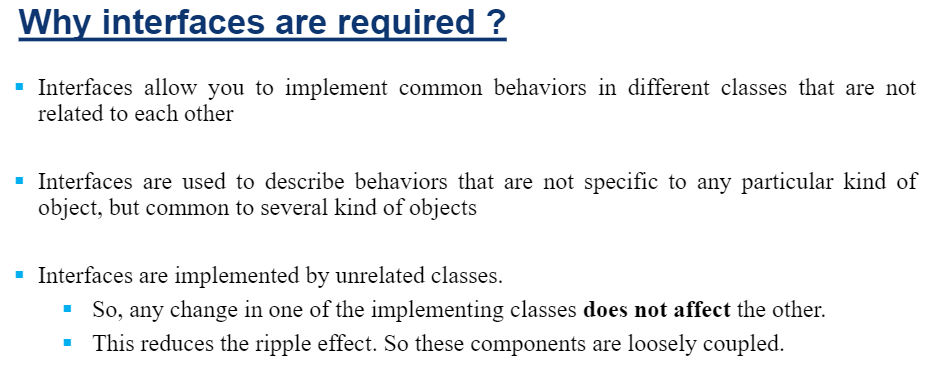 Why interfaces are required ?
Interfaces allow you to implement common behaviors in different classes that are not
related to each other
Interfaces are used to describe behaviors that are not specific to any particular kind of
object, but common to several kind of objects
Interfaces are implemented by unrelated classes.
So, any change in one of the implementing classes does not affect the other.
This reduces the ripple effect. So these components are loosely coupled.